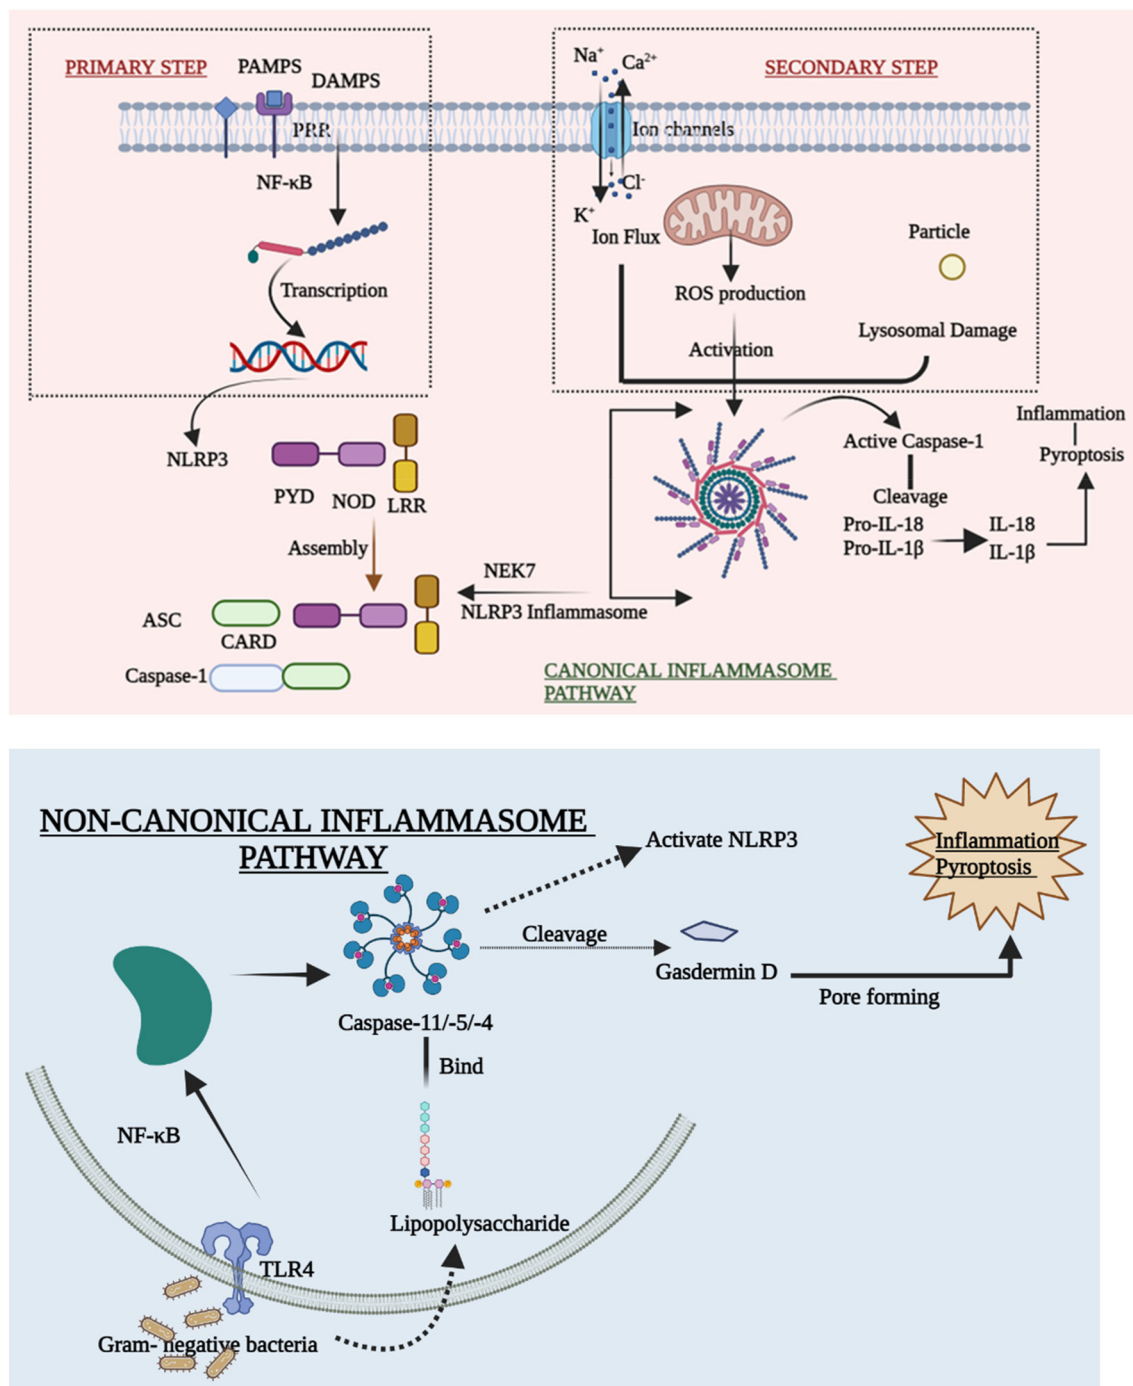 PRIMARY STEP
PAMPS
DAMPS
PRR
NF-κB
Transcription
NLRP3
PYD
NOD
LRR
Assembly
ASC
CARD
Caspase-1
NEK7
NLRP3 Inflammasome
SECONDARY STEP
Na⁺
Ca²⁺
Ion channels
Cl⁻
K⁺
Ion Flux
ROS production
Activation
Particle
Lysosomal Damage
Active Caspase-1
Cleavage
Pro-IL-18
Pro-IL-1β
IL-18
IL-1β
Inflammation
Pyroptosis
CANONICAL INFLAMMASOME
PATHWAY
NON-CANONICAL INFLAMMASOME
PATHWAY
Activate NLRP3
Inflammation
Pyroptosis
Cleavage
Gasdermin D
Pore forming
Caspase-11/-5/-4
Bind
NF-κB
Lipopolysaccharide
TLR4
Gram- negative bacteria